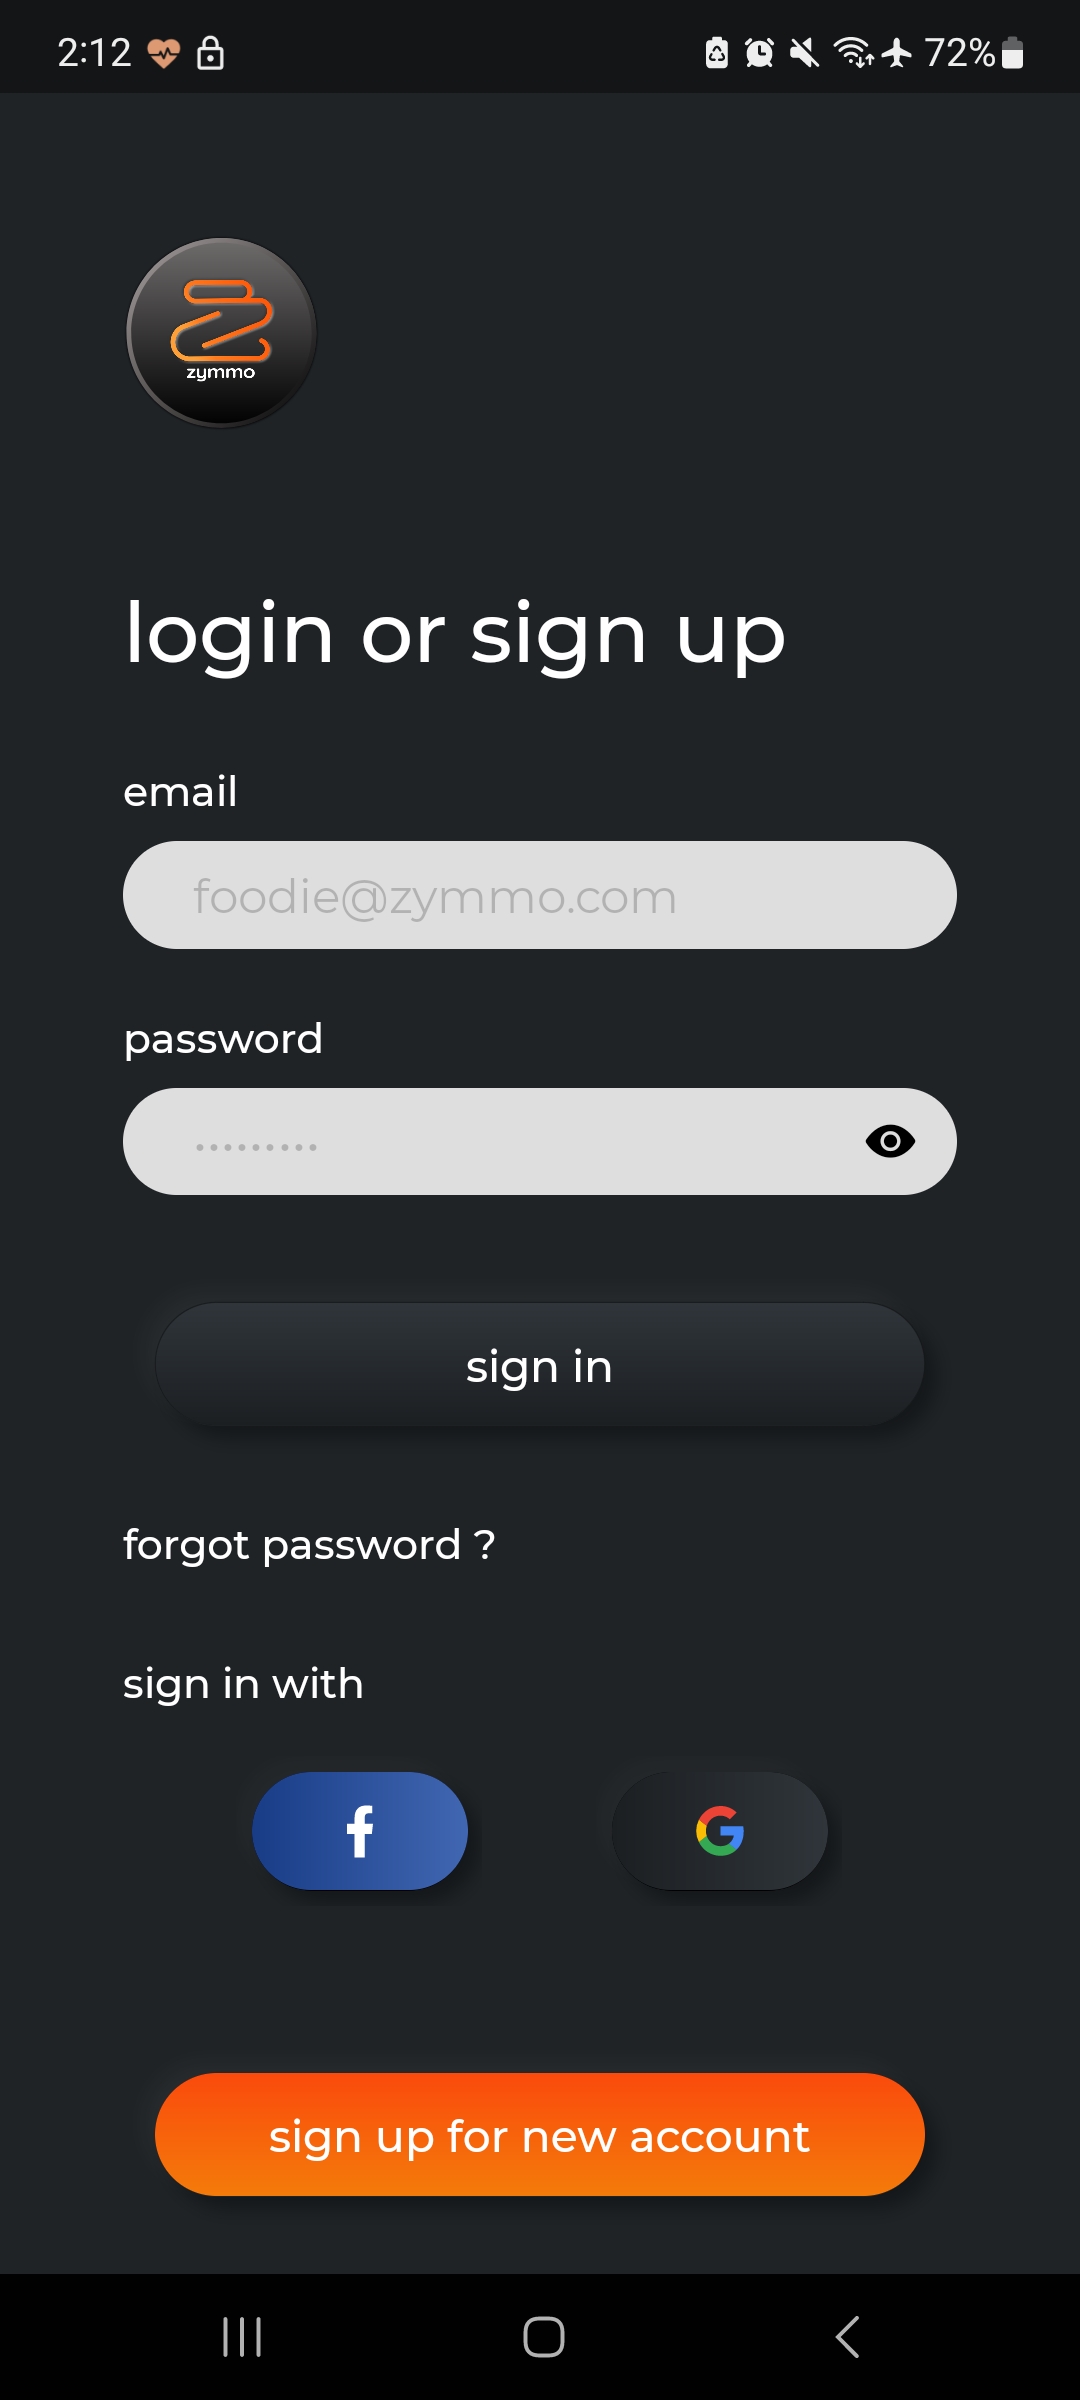 2:12
72%
zymmo
login or sign up
email
foodie@zymmo.com
password
sign in
forgot password ?
sign in with
sign up for new account